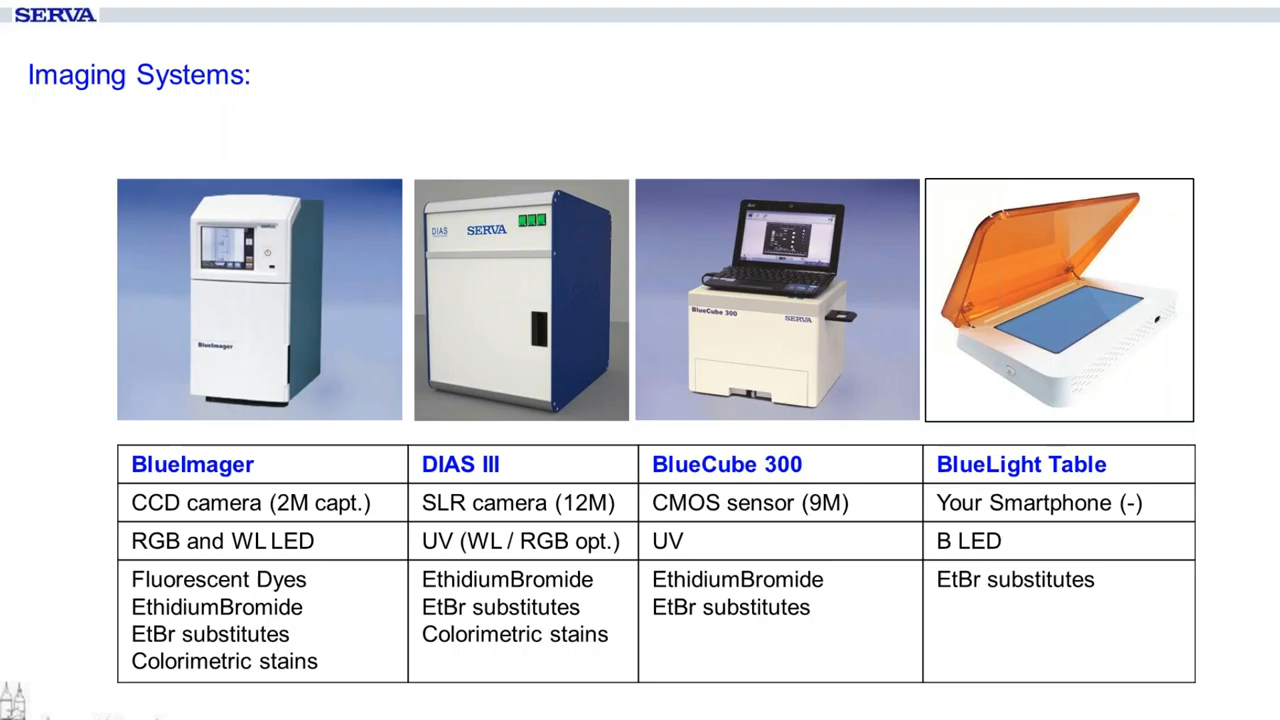 SERVA
Imaging Systems:
DIAS
SERVA
BlueImager
BlueCube 300
SERVA
BlueImager
DIAS III
BlueCube 300
BlueLight Table
CCD camera (2M capt.)
SLR camera (12M)
CMOS sensor (9M)
Your Smartphone (-)
RGB and WL LED
UV (WL / RGB opt.)
UV
B LED
Fluorescent Dyes
EthidiumBromide
EtBr substitutes
Colorimetric stains
EthidiumBromide
EtBr substitutes
Colorimetric stains
EthidiumBromide
EtBr substitutes
EtBr substitutes